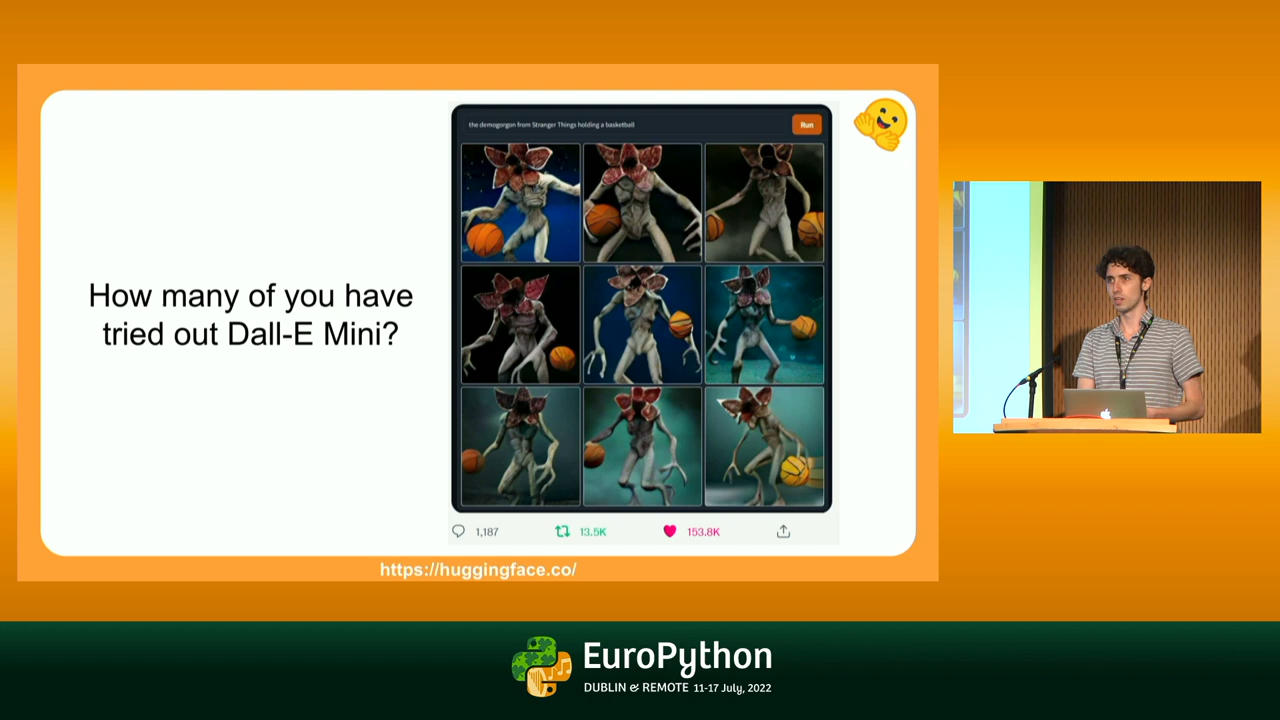 the demogorgon from Stranger Things holding a basketball
Run
How many of you have
tried out Dall-E Mini?
1,187
13.5K
153.8K
https://huggingface.co/
EuroPython
DUBLIN & REMOTE 11-17 July, 2022